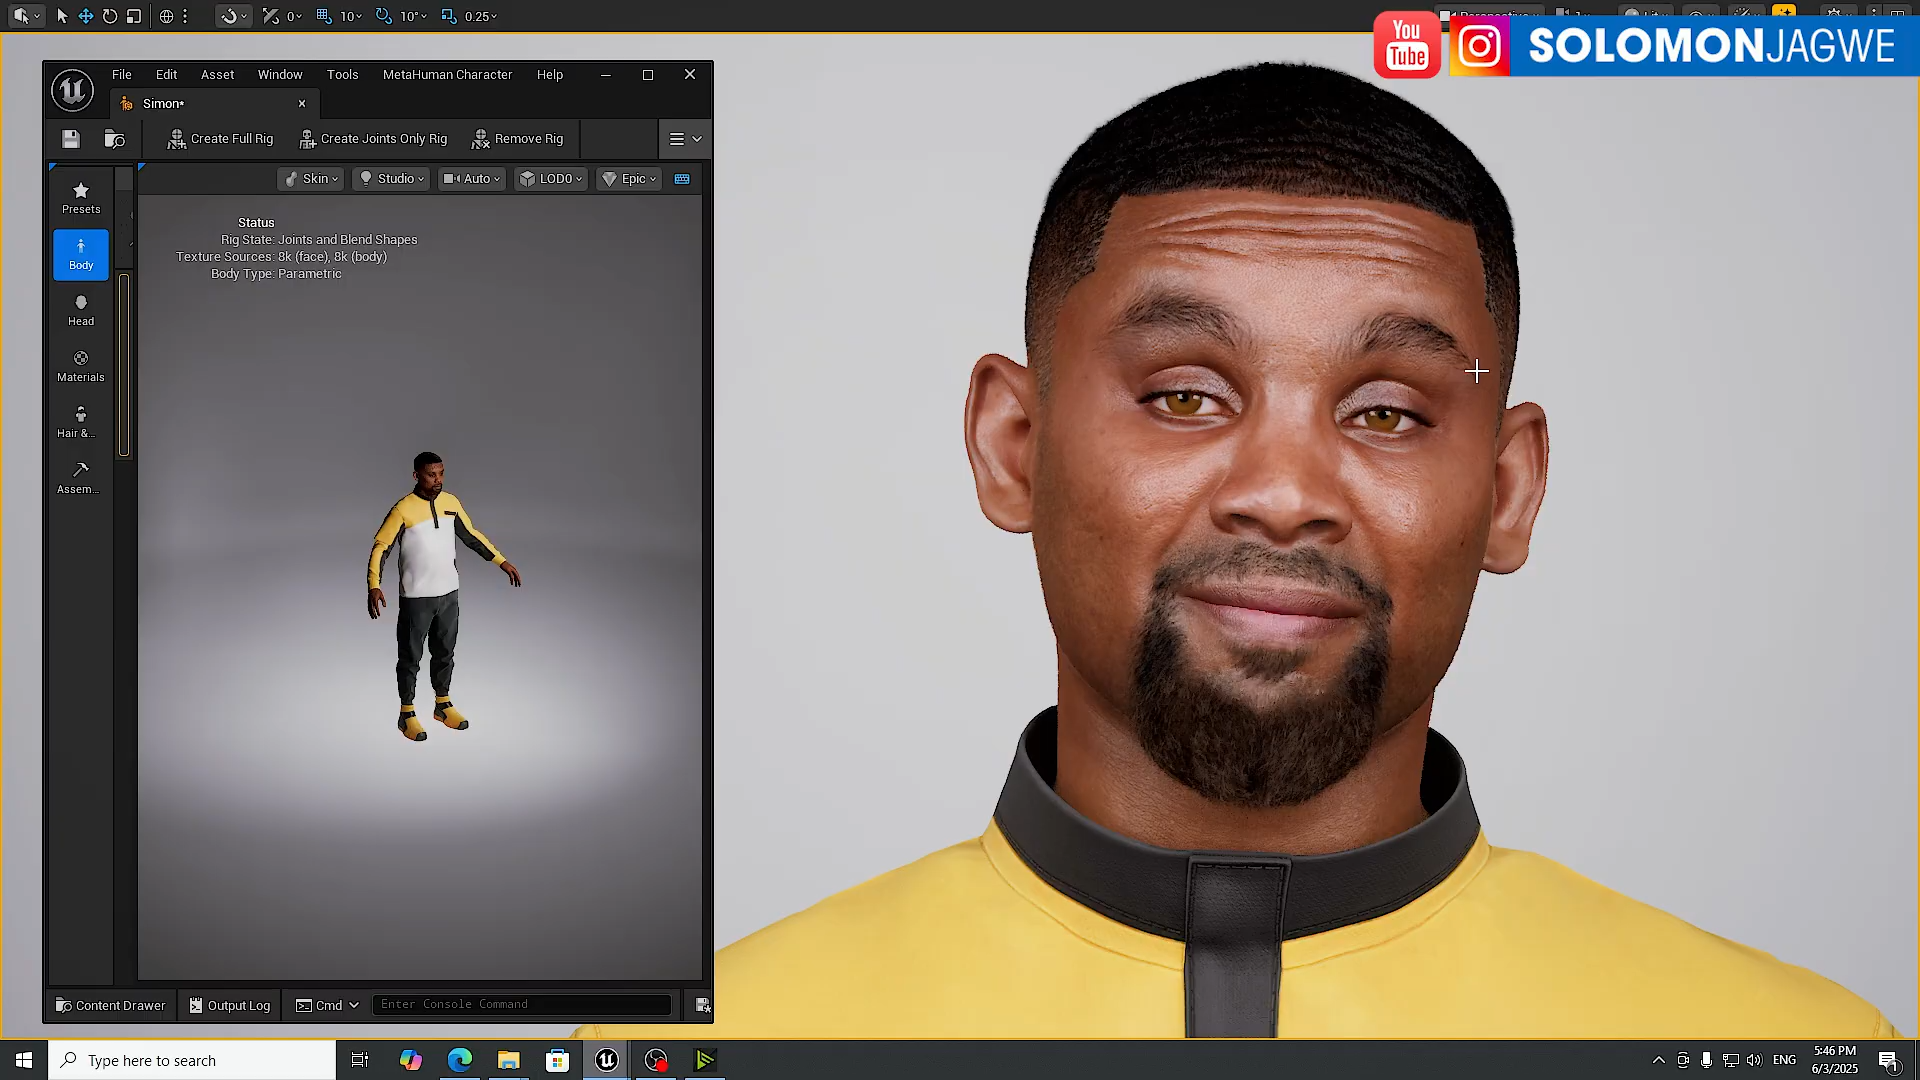 0
10
10°
0.25
Perspective
Lit
You
Tube
SOLOMONJAGWE
File
Edit
Asset
Window
Tools
MetaHuman Character
Help
Simon*
Create Full Rig
Create Joints Only Rig
Remove Rig
Skin
Studio
Auto
LOD0
Epic
Presets
Body
Head
Materials
Hair &...
Assem...
Status
Rig State: Joints and Blend Shapes
Texture Sources: 8k (face), 8k (body)
Body Type: Parametric
Content Drawer
Output Log
Cmd
Enter Console Command
Type here to search
ENG
5:46 PM
6/3/2025
1